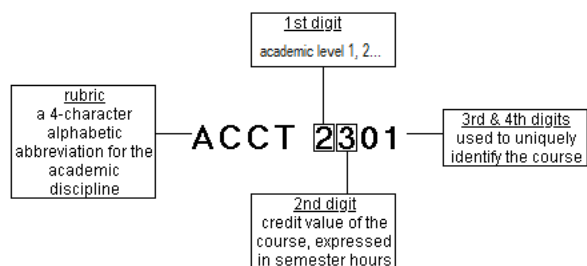 1st digit
academic level 1, 2...
rubric
a 4-character
alphabetic
abbreviation for the
academic
discipline
ACCT 2301
3rd & 4th digits
used to uniquely
identify the course
2nd digit
credit value of the
course, expressed
in semester hours